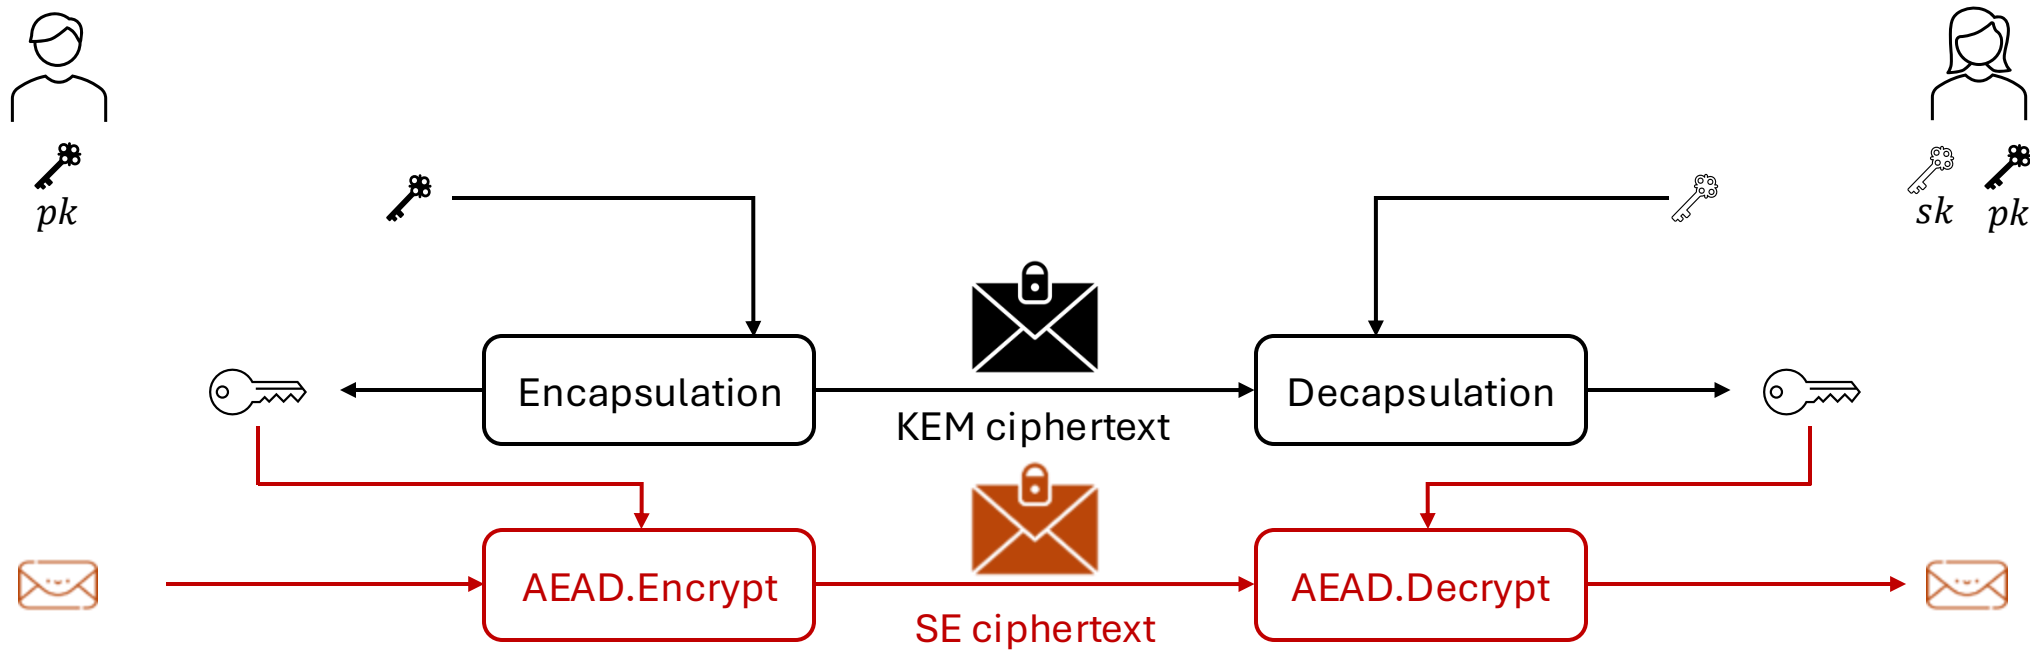 pk
sk
pk
Encapsulation
Decapsulation
KEM ciphertext
AEAD.Encrypt
AEAD.Decrypt
SE ciphertext